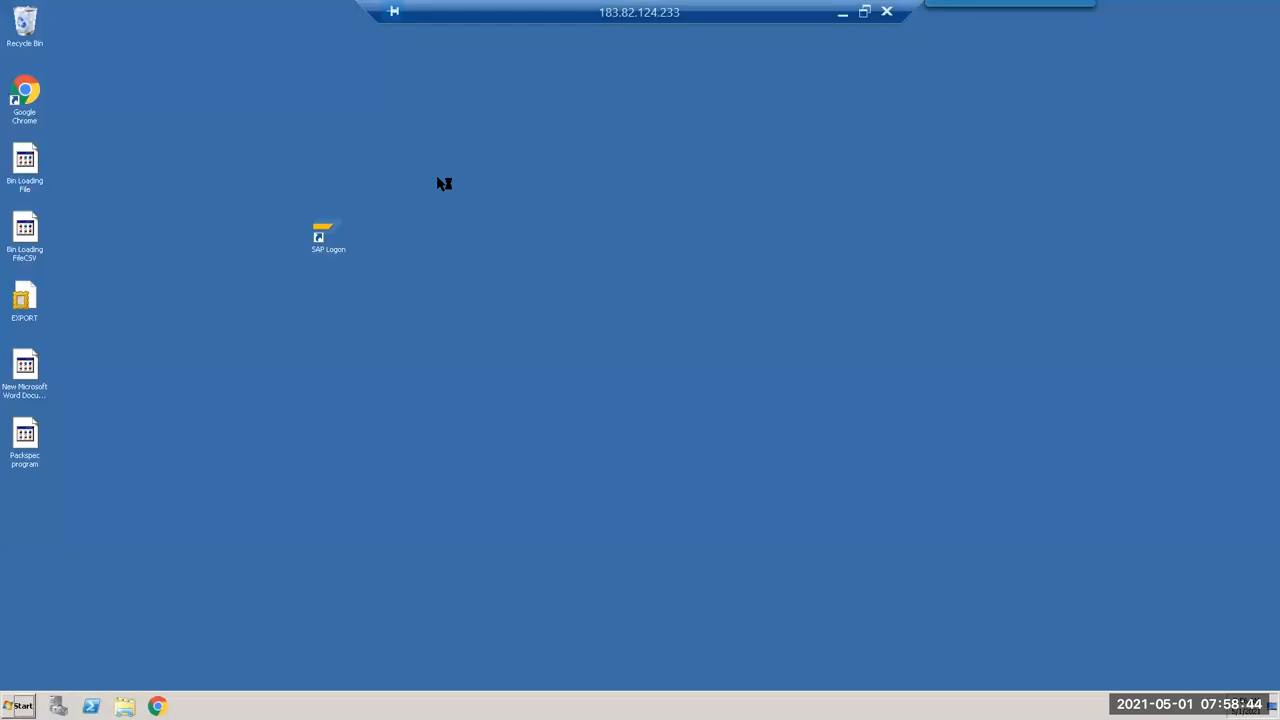 183.82.124.233
Recycle Bin
Google
Chrome
Bin Loading
File
Bin Loading
FileCSV
EXPORT
New Microsoft
Word Docu...
Packspec
program
SAP Logon
Start
2021-05-01 07:58:44